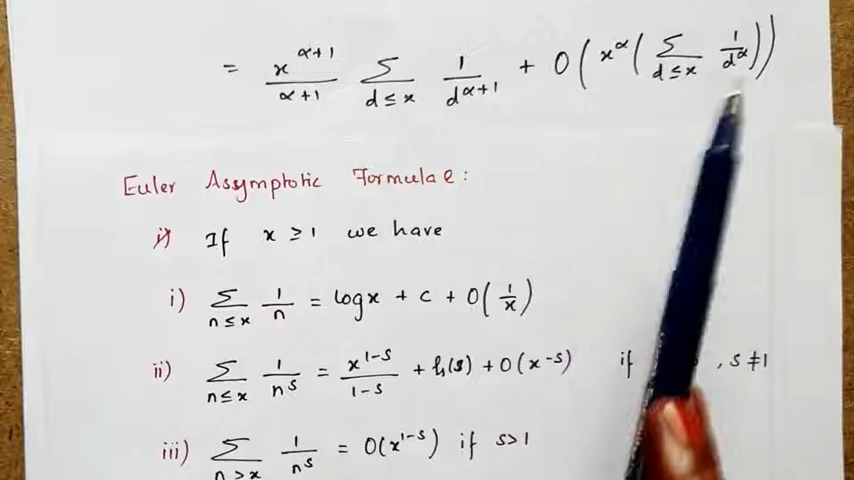 = x^{α+1}/α+1 Σ_{d≤x} 1/d^{α+1} + O(x^α(Σ_{d≤x} 1/d^α))
Euler Assymptotic Formulae:
i) If x ≥ 1 we have
i) Σ_{n≤x} 1/n = log x + c + O(1/x)
ii) Σ_{n≤x} 1/n^s = x^{1-s}/1-s + (s) + O(x^{-s}) if , s ≠ 1
iii) Σ_{n>x} 1/n^s = O(x^{1-s}) if s>1